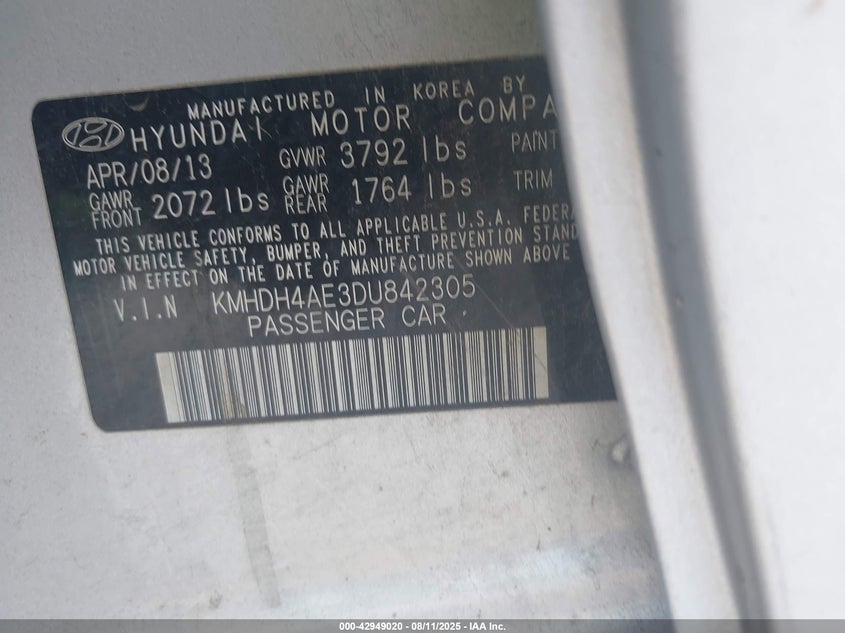 MANUFACTURED IN KOREA BY
HYUNDAI MOTOR COMPA
APR/08/13 GVWR 3792 lbs PAINT
GAWR FRONT 2072 lbs GAWR REAR 1764 lbs TRIM
THIS VEHICLE CONFORMS TO ALL APPLICABLE U.S.A. FEDERA
MOTOR VEHICLE SAFETY, BUMPER, AND THEFT PREVENTION STAND
IN EFFECT ON THE DATE OF MANUFACTURE SHOWN ABOVE
V.I.N KMHDH4AE3DU842305
PASSENGER CAR
000-42949020 - 08/11/2025 - IAA Inc.